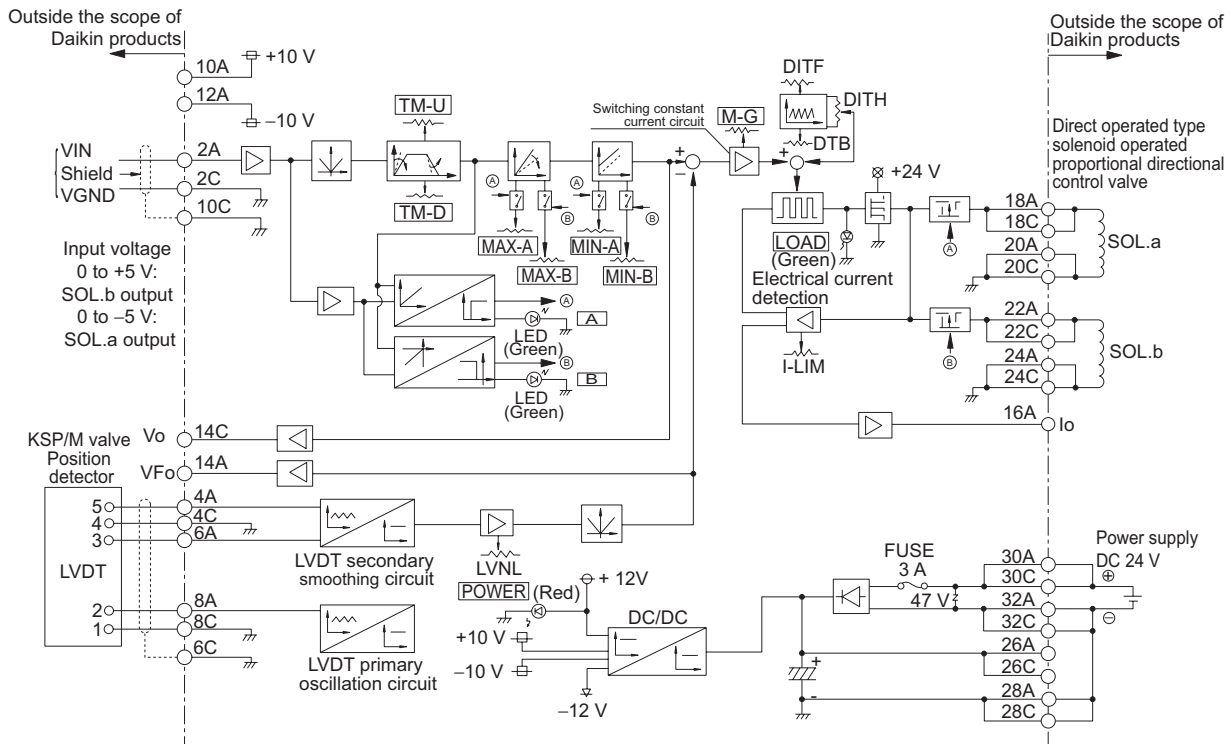 Outside the scope of
Daikin products
10A
+10 V
12A
−10 V
VIN
Shield
VGND
2A
2C
10C
Input voltage
0 to +5 V:
SOL.b output
0 to −5 V:
SOL.a output
TM-U
TM-D
Ⓐ
Ⓑ
MAX-A
MAX-B
Ⓐ
Ⓑ
MIN-A
MIN-B
Ⓐ
LED
(Green)
A
Ⓑ
LED
(Green)
B
Switching constant
current circuit
M-G
+
−
DITF
DITH
DTB
+
+24 V
LOAD
(Green)
Electrical current
detection
I-LIM
Ⓐ
Ⓑ
Outside the scope of
Daikin products
Direct operated type
solenoid operated
proportional directional
control valve
18A
18C
20A
20C
SOL.a
22A
22C
24A
24C
SOL.b
16A
Io
Vo
14C
VFo
14A
KSP/M valve
Position
detector
5
4
3
LVDT
2
1
4A
4C
6A
8A
8C
6C
LVDT secondary
smoothing circuit
LVDT primary
oscillation circuit
LVNL
POWER (Red)
+ 12V
+10 V
−10 V
−12 V
DC/DC
FUSE
3 A
47 V
+
-
30A
30C
32A
32C
26A
26C
28A
28C
Power supply
DC 24 V
⊕
⊖